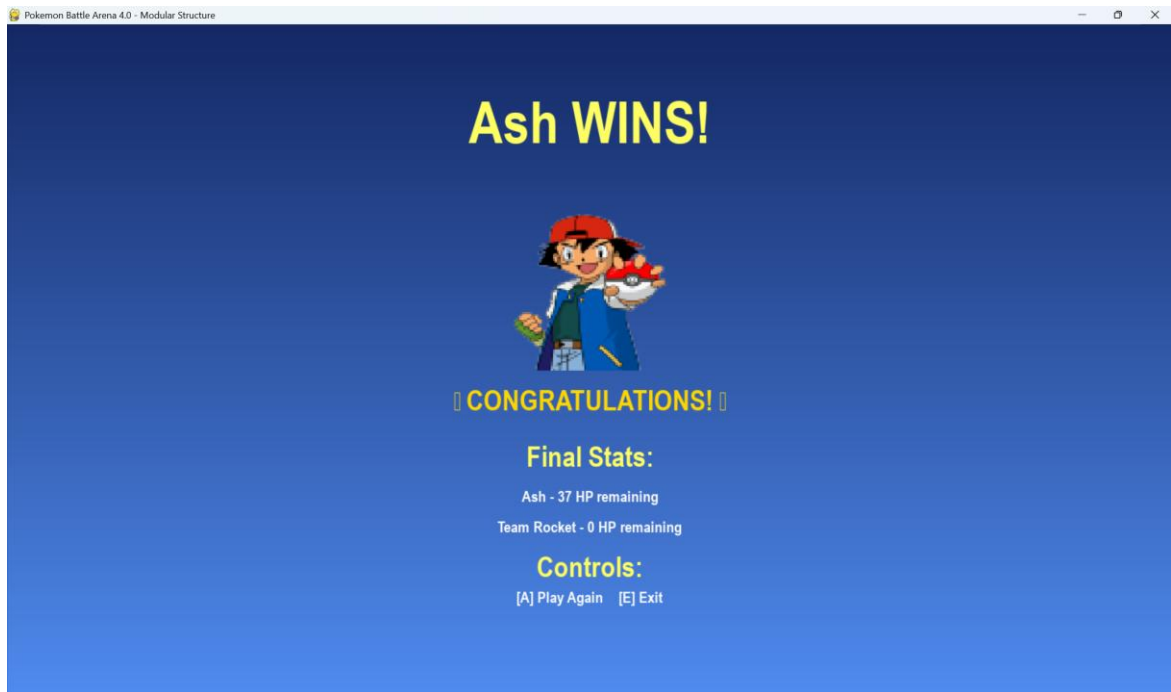 Pokemon Battle Arena 4.0 - Modular Structure
Ash WINS!
▯ CONGRATULATIONS! ▯
Final Stats:
Ash - 37 HP remaining
Team Rocket - 0 HP remaining
Controls:
[A] Play Again [E] Exit